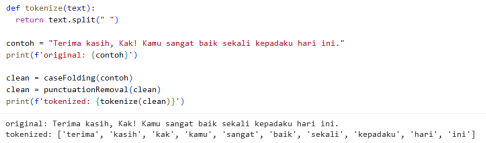 def tokenize(text):
  return text.split(" ")

contoh = "Terima kasih, Kak! Kamu sangat baik sekali kepadaku hari ini."
print(f'original: {contoh}')

clean = caseFolding(contoh)
clean = punctuationRemoval(clean)
print(f'tokenized: {tokenize(clean)}')

original: Terima kasih, Kak! Kamu sangat baik sekali kepadaku hari ini.
tokenized: ['terima', 'kasih', 'kak', 'kamu', 'sangat', 'baik', 'sekali', 'kepadaku', 'hari', 'ini']